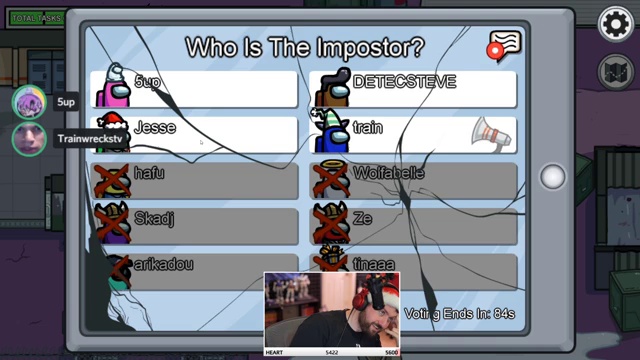 TOTAL TASKS
Who Is The Impostor?
5up
DETECSTEVE
5up
Jesse
train
Trainwreckstv
hafu
Wolfabelle
Skadj
Ze
arikadou
tinaaa
Voting Ends In: 84s
HEART 5422 5600